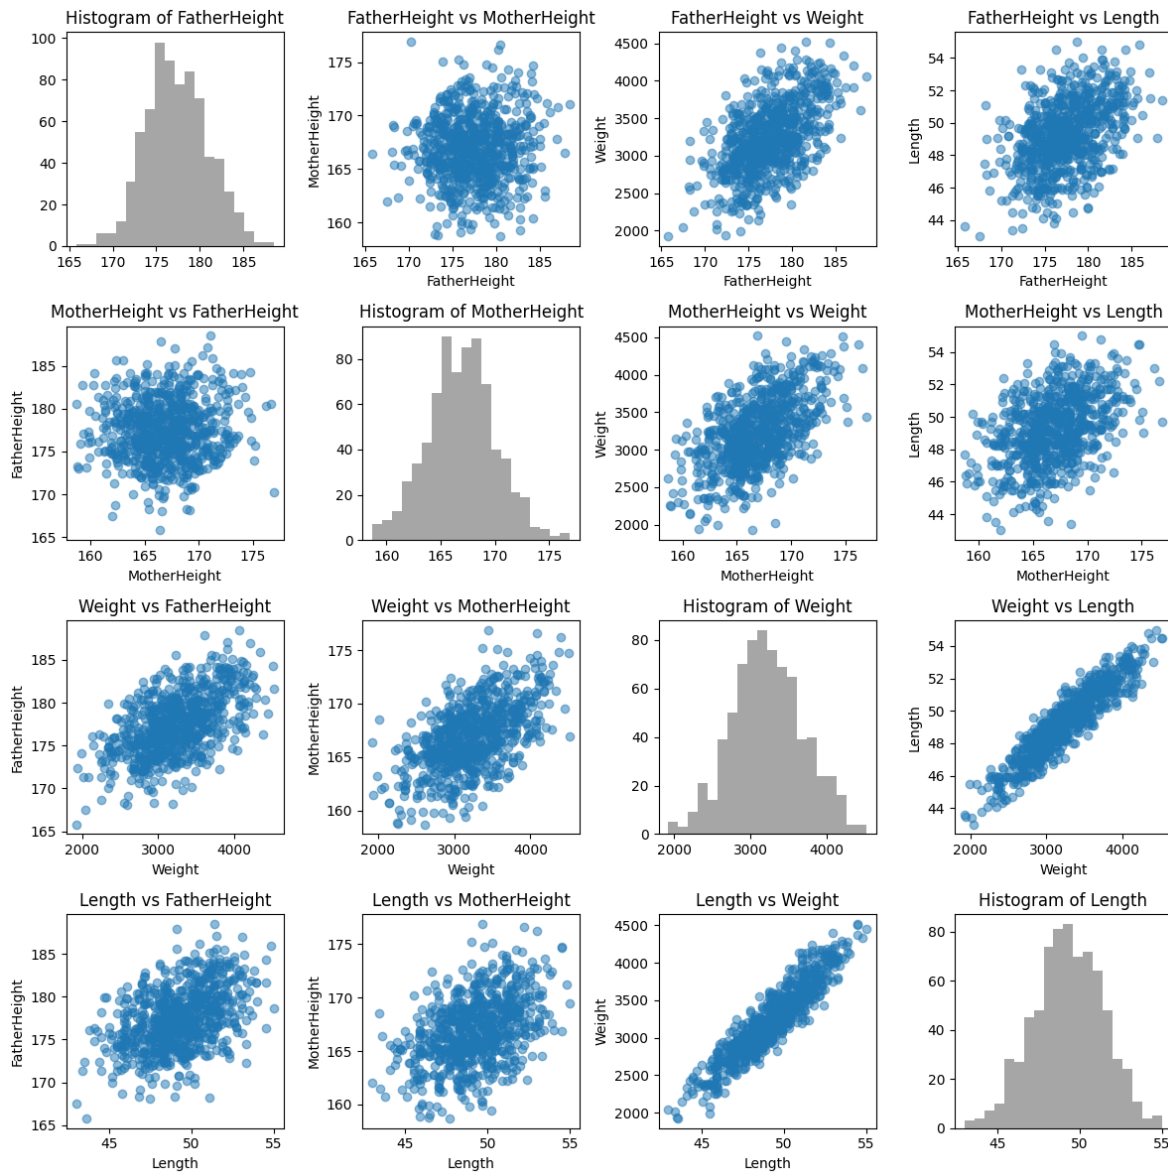 Histogram of FatherHeight
100
80
60
40
20
0
165 170 175 180 185
FatherHeight vs MotherHeight
MotherHeight
175
170
165
160
165 170 175 180 185
FatherHeight
FatherHeight vs Weight
Weight
4500
4000
3500
3000
2500
2000
165 170 175 180 185
FatherHeight
FatherHeight vs Length
Length
54
52
50
48
46
44
165 170 175 180 185
FatherHeight
MotherHeight vs FatherHeight
FatherHeight
185
180
175
170
165
160 165 170 175
MotherHeight
Histogram of MotherHeight
80
60
40
20
0
160 165 170 175
MotherHeight vs Weight
Weight
4500
4000
3500
3000
2500
2000
160 165 170 175
MotherHeight
MotherHeight vs Length
Length
54
52
50
48
46
44
160 165 170 175
MotherHeight
Weight vs FatherHeight
FatherHeight
185
180
175
170
165
2000 3000 4000
Weight
Weight vs MotherHeight
MotherHeight
175
170
165
160
2000 3000 4000
Weight
Histogram of Weight
80
60
40
20
0
2000 3000 4000
Weight vs Length
Length
54
52
50
48
46
44
2000 3000 4000
Weight
Length vs FatherHeight
FatherHeight
185
180
175
170
165
45 50 55
Length
Length vs MotherHeight
MotherHeight
175
170
165
160
45 50 55
Length
Length vs Weight
Weight
4500
4000
3500
3000
2500
2000
45 50 55
Length
Histogram of Length
80
60
40
20
0
45 50 55